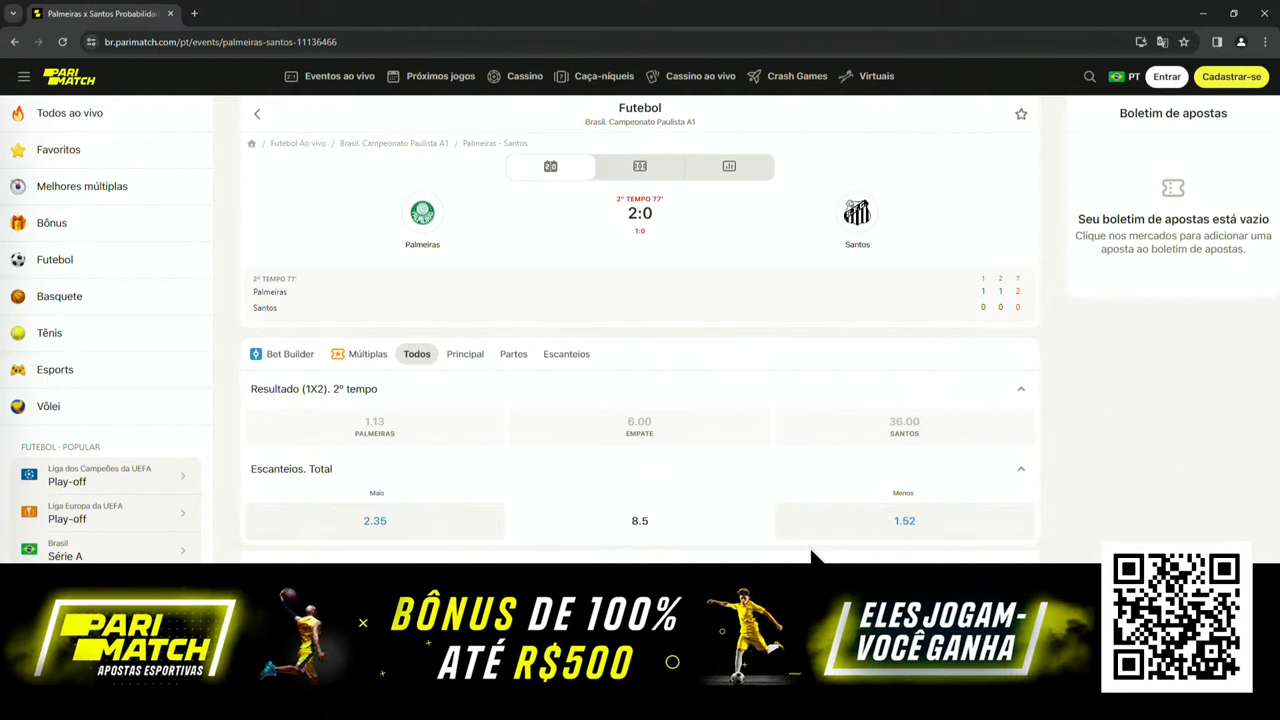 Palmeiras x Santos Probabilidad
br.parimatch.com/pt/events/palmeiras-santos-11136466
PARI MATCH
Eventos ao vivo
Próximos jogos
Cassino
Caça-níqueis
Cassino ao vivo
Crash Games
Virtuais
PT
Entrar
Cadastrar-se
Todos ao vivo
Favoritos
Melhores múltiplas
Bônus
Futebol
Basquete
Tênis
Esports
Vôlei
FUTEBOL - POPULAR
Liga dos Campeões da UEFA
Play-off
Liga Europa da UEFA
Play-off
Brasil
Série A
Futebol
Brasil. Campeonato Paulista A1
/ Futebol Ao vivo / Brasil. Campeonato Paulista A1 / Palmeiras - Santos
2º TEMPO 77'
2:0
1:0
Palmeiras
Santos
2º TEMPO 77' 1 2 T
Palmeiras 1 1 2
Santos 0 0 0
Bet Builder Múltiplas Todos Principal Partes Escanteios
Resultado (1X2). 2º tempo
1.13 6.00 36.00
PALMEIRAS EMPATE SANTOS
Escanteios. Total
Mais Menos
2.35 8.5 1.52
Boletim de apostas
Seu boletim de apostas está vazio
Clique nos mercados para adicionar uma
aposta ao boletim de apostas.
PARI
MATCH
APOSTAS ESPORTIVAS
BÔNUS DE 100%
ATÉ R$500
ELES JOGAM-
VOCÊ GANHA